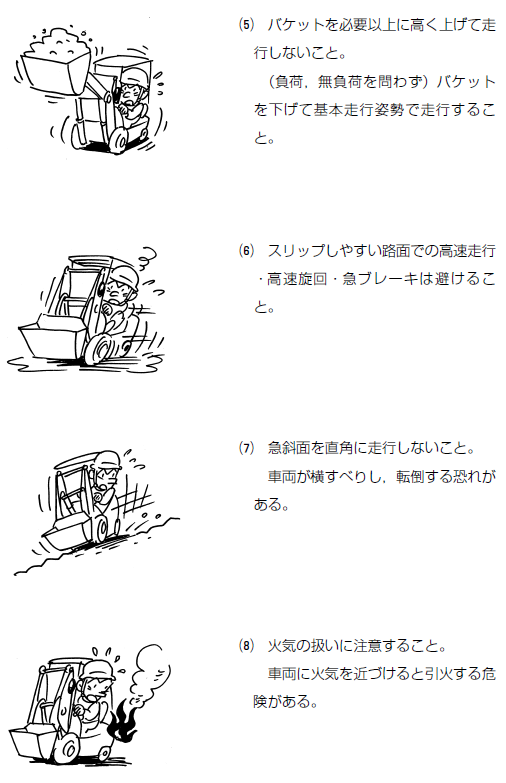 (5) バケットを必要以上に高く上げて走
行しないこと。
(負荷，無負荷を問わず)バケット
を下げて基本走行姿勢で走行するこ
と。
(6) スリップしやすい路面での高速走行
・高速旋回・急ブレーキは避けるこ
と。
(7) 急斜面を直角に走行しないこと。
車両が横すべりし，転倒する恐れが
ある。
(8) 火気の扱いに注意すること。
車両に火気を近づけると引火する危
険がある。